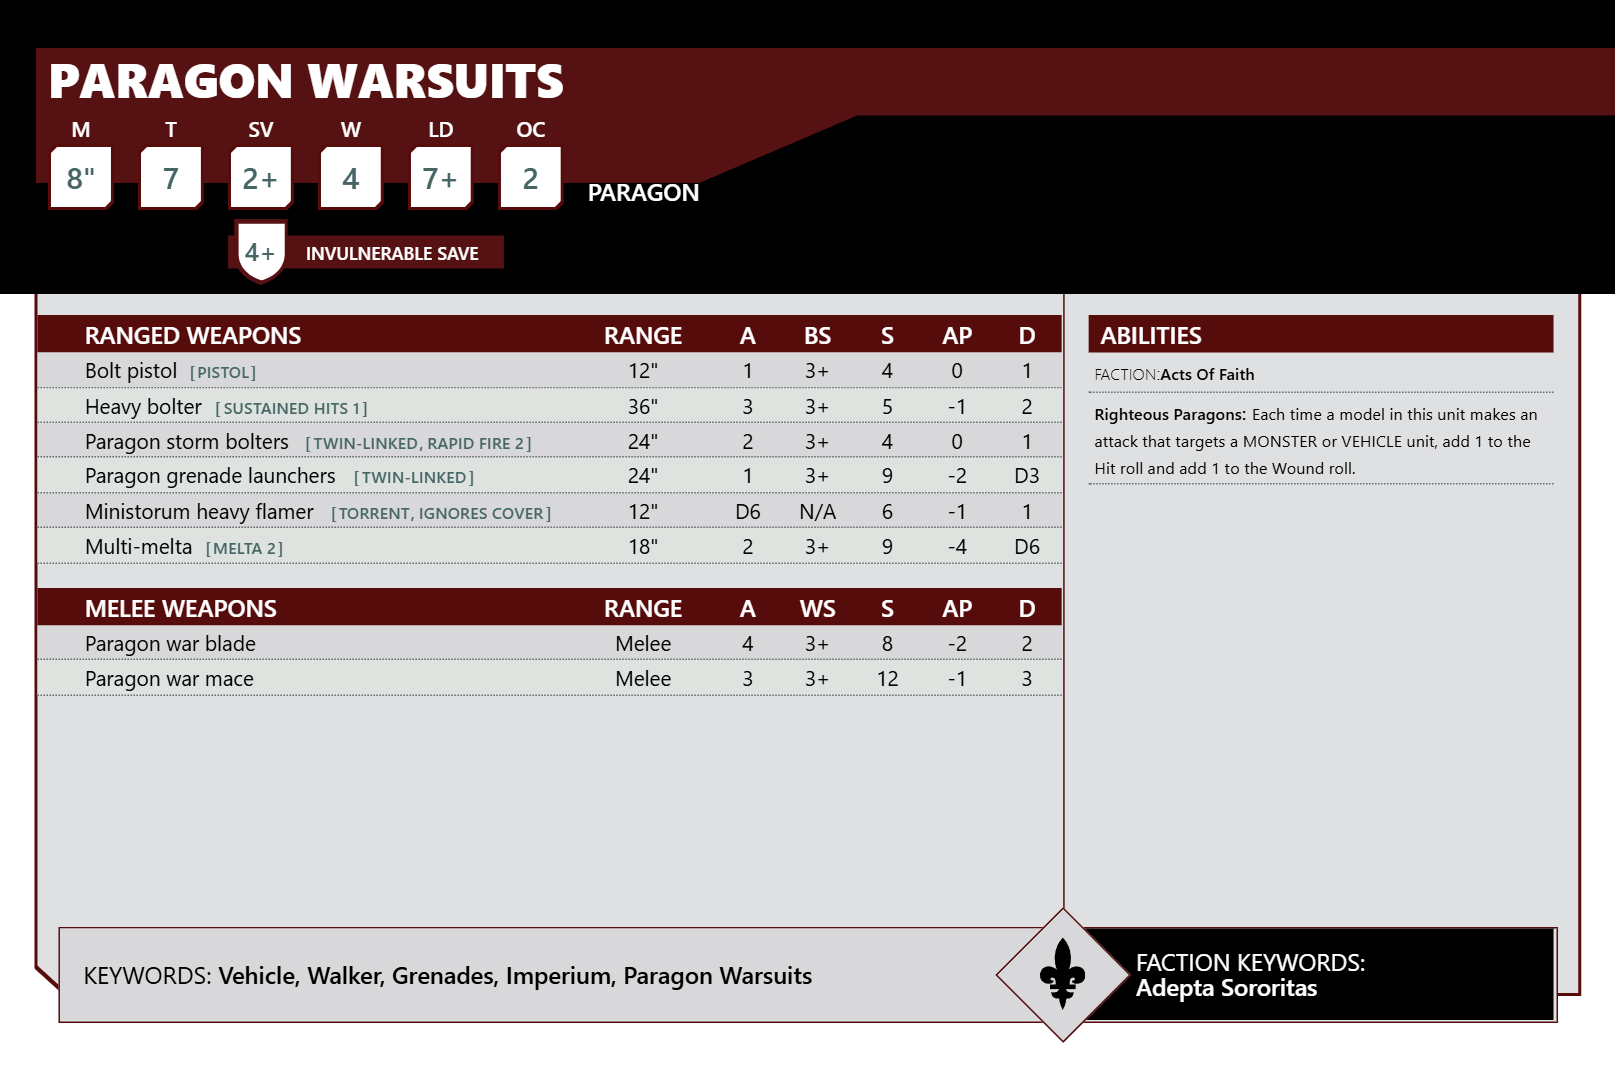 PARAGON WARSUITS
M T SV W LD OC
8" 7 2+ 4 7+ 2 PARAGON
4+ INVULNERABLE SAVE
RANGED WEAPONS RANGE A BS S AP D
Bolt pistol [PISTOL] 12" 1 3+ 4 0 1
Heavy bolter [SUSTAINED HITS 1] 36" 3 3+ 5 -1 2
Paragon storm bolters [TWIN-LINKED, RAPID FIRE 2] 24" 2 3+ 4 0 1
Paragon grenade launchers [TWIN-LINKED] 24" 1 3+ 9 -2 D3
Ministorum heavy flamer [TORRENT, IGNORES COVER] 12" D6 N/A 6 -1 1
Multi-melta [MELTA 2] 18" 2 3+ 9 -4 D6
MELEE WEAPONS RANGE A WS S AP D
Paragon war blade Melee 4 3+ 8 -2 2
Paragon war mace Melee 3 3+ 12 -1 3
ABILITIES
FACTION:Acts Of Faith
Righteous Paragons: Each time a model in this unit makes an
attack that targets a MONSTER or VEHICLE unit, add 1 to the
Hit roll and add 1 to the Wound roll.
KEYWORDS: Vehicle, Walker, Grenades, Imperium, Paragon Warsuits
FACTION KEYWORDS:
Adepta Sororitas